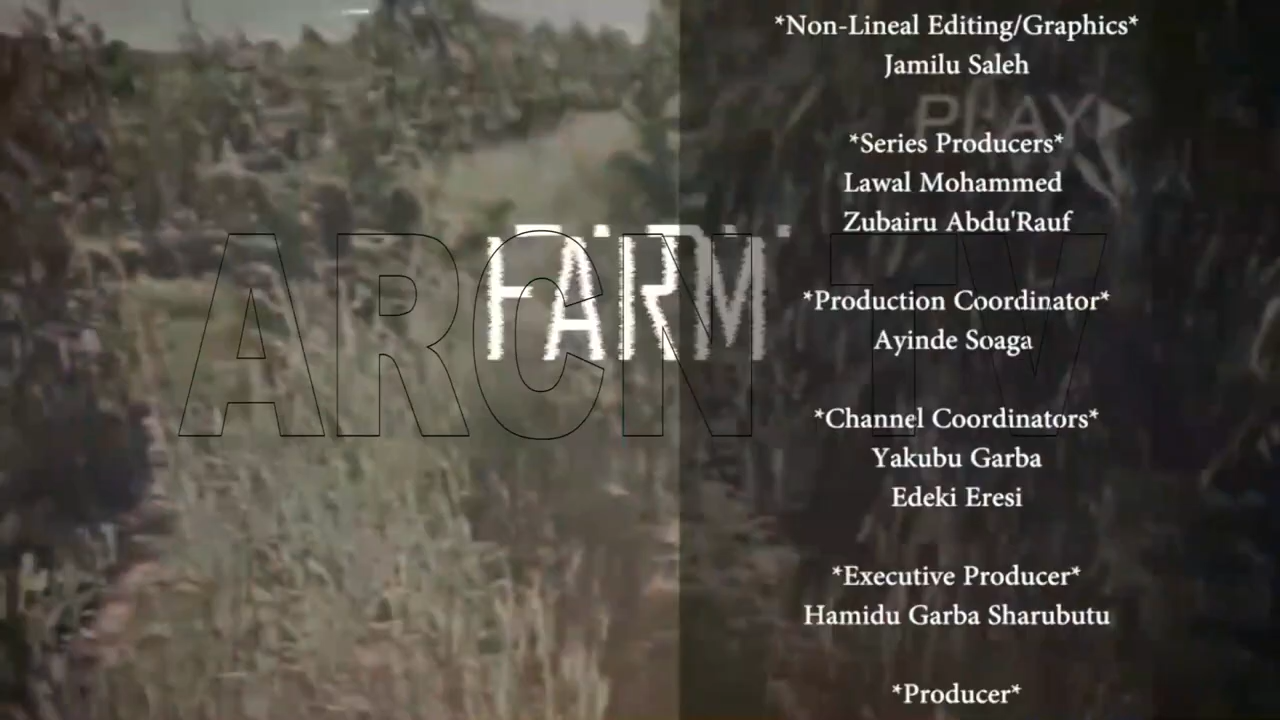 *Non-Lineal Editing/Graphics*
Jamilu Saleh
PLAY
*Series Producers*
Lawal Mohammed
Zubairu Abdu'Rauf
FARM
ARCN TV
*Production Coordinator*
Ayinde Soaga
*Channel Coordinators*
Yakubu Garba
Edeki Eresi
*Executive Producer*
Hamidu Garba Sharubutu
*Producer*